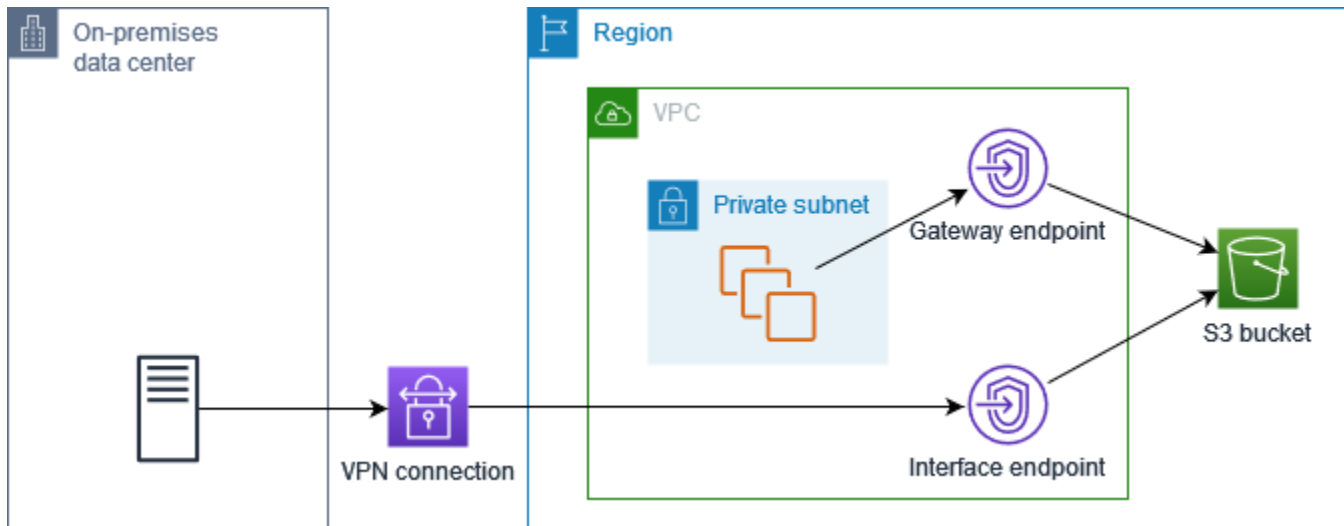 On-premises
data center
Region
VPC
Private subnet
Gateway endpoint
S3 bucket
VPN connection
Interface endpoint